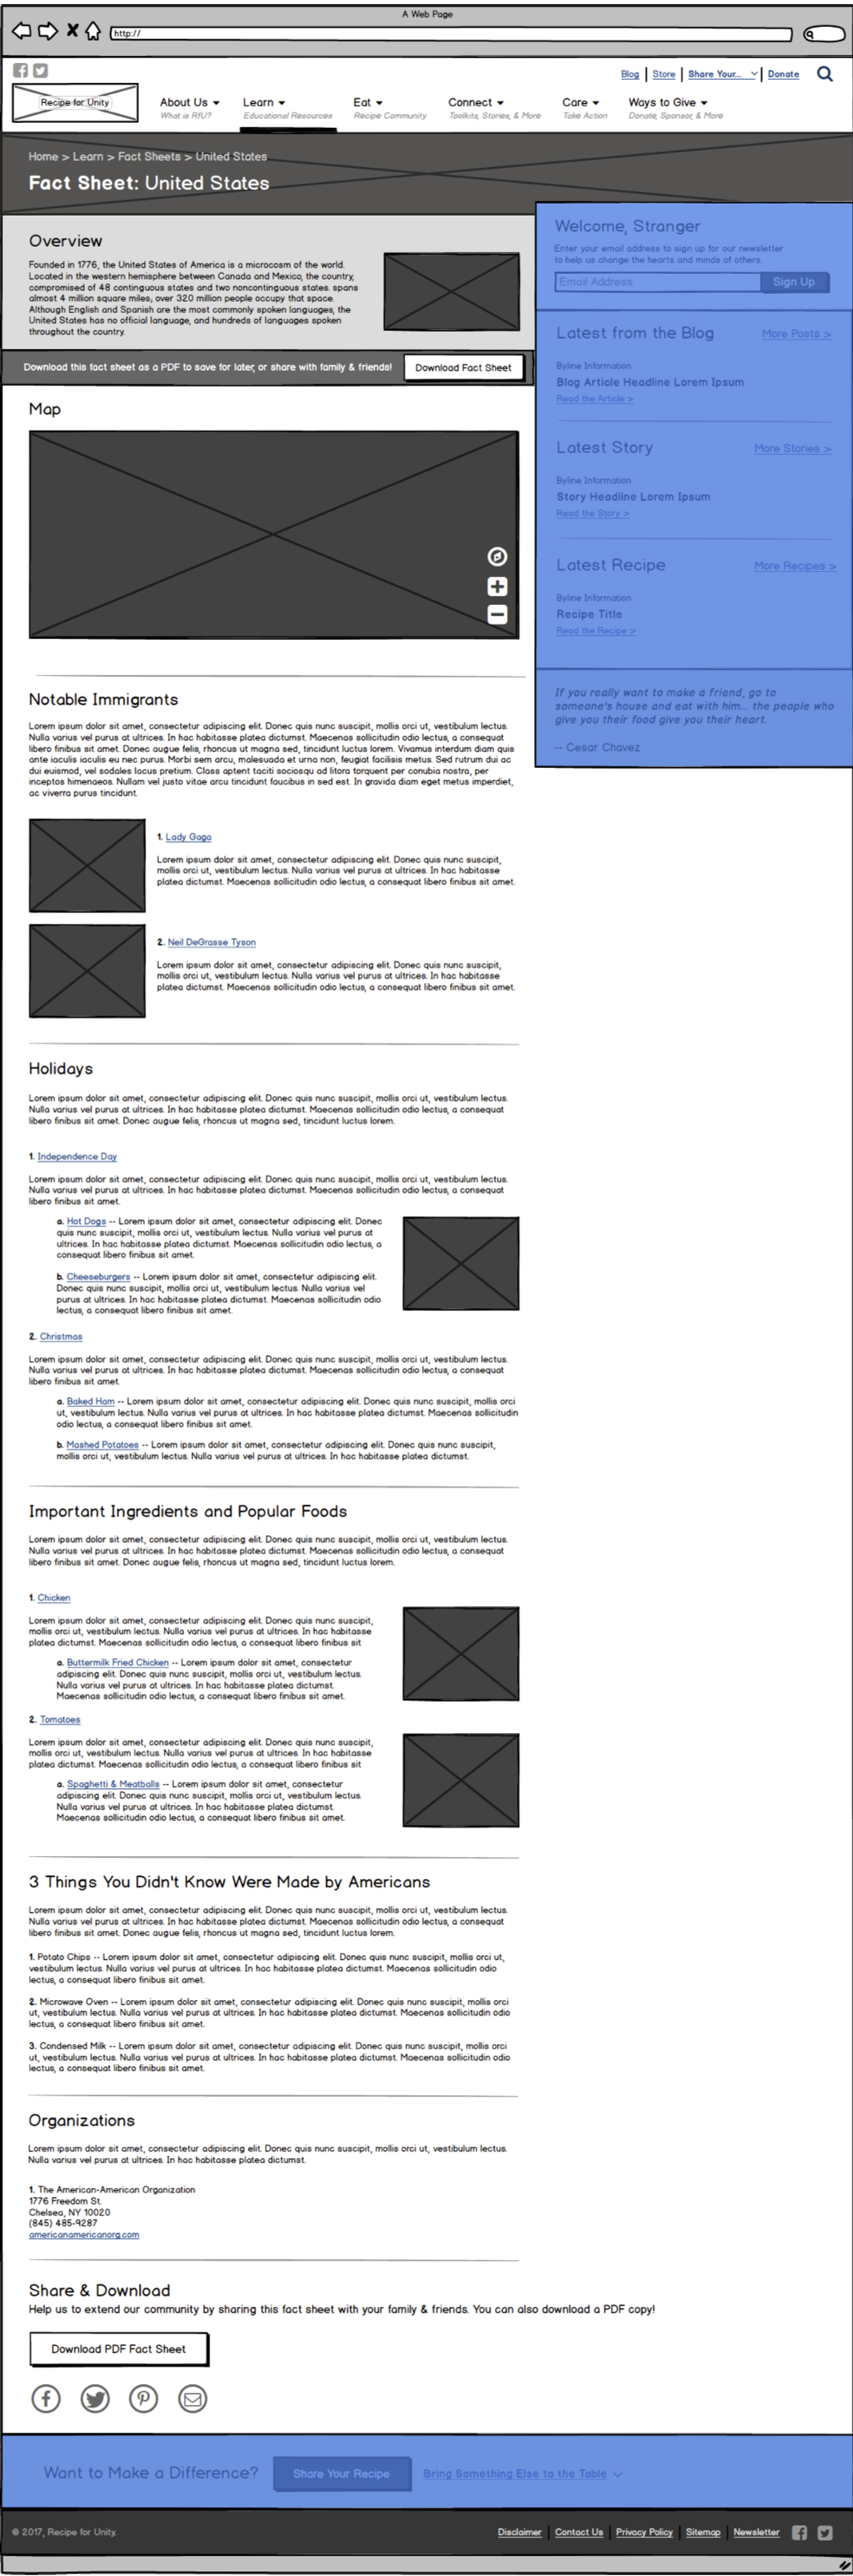 A Web Page
http://
Blog
Store
Share Your...
Donate
Recipe for Unity
About Us
What is RfU?
Learn
Educational Resources
Eat
Recipe Community
Connect
Toolkits, Stories, & More
Care
Take Action
Ways to Give
Donate, Sponsor, & More
Home > Learn > Fact Sheets > United States
Fact Sheet: United States
Overview
Founded in 1776, the United States of America is a microcosm of the world.
Located in the western hemisphere between Canada and Mexico, the country,
compromised of 48 contiguous states and two noncontinguous states. spans
almost 4 million square miles; over 320 million people occupy that space.
Although English and Spanish are the most commonly spoken languages, the
United States has no official language, and hundreds of languages spoken
throughout the country.
Download this fact sheet as a PDF to save for later, or share with family & friends!
Download Fact Sheet
Welcome, Stranger
Enter your email address to sign up for our newsletter
to help us change the hearts and minds of others.
Email Address
Sign Up
Latest from the Blog
More Posts >
Byline Information
Blog Article Headline Lorem Ipsum
Read the Article >
Latest Story
More Stories >
Byline Information
Story Headline Lorem Ipsum
Read the Story >
Latest Recipe
More Recipes >
Byline Information
Recipe Title
Read the Recipe >
If you really want to make a friend, go to
someone's house and eat with him... the people who
give you their food give you their heart.
-- Cesar Chavez
Map
Notable Immigrants
Lorem ipsum dolor sit amet, consectetur adipiscing elit. Donec quis nunc suscipit, mollis orci ut, vestibulum lectus.
Nulla varius vel purus at ultrices. In hac habitasse platea dictumst. Maecenas sollicitudin odio lectus, a consequat
libero finibus sit amet. Donec augue felis, rhoncus ut magna sed, tincidunt luctus lorem. Vivamus interdum diam quis
ante iaculis iaculis eu nec purus. Morbi sem arcu, malesuada et urna non, feugiat facilisis metus. Sed rutrum dui ac
dui euismod, vel sodales lacus pretium. Class aptent taciti sociosqu ad litora torquent per conubia nostra, per
inceptos himenaeos. Nullam vel justo vitae arcu tincidunt faucibus in sed est. In gravida diam eget metus imperdiet,
ac viverra purus tincidunt.
1. Lady Gaga
Lorem ipsum dolor sit amet, consectetur adipiscing elit. Donec quis nunc suscipit,
mollis orci ut, vestibulum lectus. Nulla varius vel purus at ultrices. In hac habitasse
platea dictumst. Maecenas sollicitudin odio lectus, a consequat libero finibus sit amet.
2. Neil DeGrasse Tyson
Lorem ipsum dolor sit amet, consectetur adipiscing elit. Donec quis nunc suscipit,
mollis orci ut, vestibulum lectus. Nulla varius vel purus at ultrices. In hac habitasse
platea dictumst. Maecenas sollicitudin odio lectus, a consequat libero finibus sit amet.
Holidays
Lorem ipsum dolor sit amet, consectetur adipiscing elit. Donec quis nunc suscipit, mollis orci ut, vestibulum lectus.
Nulla varius vel purus at ultrices. In hac habitasse platea dictumst. Maecenas sollicitudin odio lectus, a consequat
libero finibus sit amet. Donec augue felis, rhoncus ut magna sed, tincidunt luctus lorem.
1. Independence Day
Lorem ipsum dolor sit amet, consectetur adipiscing elit. Donec quis nunc suscipit, mollis orci ut, vestibulum lectus.
Nulla varius vel purus at ultrices. In hac habitasse platea dictumst. Maecenas sollicitudin odio lectus, a consequat
libero finibus sit amet.
a. Hot Dogs -- Lorem ipsum dolor sit amet, consectetur adipiscing elit. Donec
quis nunc suscipit, mollis orci ut, vestibulum lectus. Nulla varius vel purus at
ultrices. In hac habitasse platea dictumst. Maecenas sollicitudin odio lectus, a
consequat libero finibus sit amet.
b. Cheeseburgers -- Lorem ipsum dolor sit amet, consectetur adipiscing elit.
Donec quis nunc suscipit, mollis orci ut, vestibulum lectus. Nulla varius vel
purus at ultrices. In hac habitasse platea dictumst. Maecenas sollicitudin odio
lectus, a consequat libero finibus sit amet.
2. Christmas
Lorem ipsum dolor sit amet, consectetur adipiscing elit. Donec quis nunc suscipit, mollis orci ut, vestibulum lectus.
Nulla varius vel purus at ultrices. In hac habitasse platea dictumst. Maecenas sollicitudin odio lectus, a consequat
libero finibus sit amet.
a. Baked Ham -- Lorem ipsum dolor sit amet, consectetur adipiscing elit. Donec quis nunc suscipit, mollis orci
ut, vestibulum lectus. Nulla varius vel purus at ultrices. In hac habitasse platea dictumst. Maecenas sollicitudin
odio lectus, a consequat libero finibus sit amet.
b. Mashed Potatoes -- Lorem ipsum dolor sit amet, consectetur adipiscing elit. Donec quis nunc suscipit,
mollis orci ut, vestibulum lectus. Nulla varius vel purus at ultrices. In hac habitasse platea dictumst.
Important Ingredients and Popular Foods
Lorem ipsum dolor sit amet, consectetur adipiscing elit. Donec quis nunc suscipit, mollis orci ut, vestibulum lectus.
Nulla varius vel purus at ultrices. In hac habitasse platea dictumst. Maecenas sollicitudin odio lectus, a consequat
libero finibus sit amet. Donec augue felis, rhoncus ut magna sed, tincidunt luctus lorem.
1. Chicken
Lorem ipsum dolor sit amet, consectetur adipiscing elit. Donec quis nunc suscipit,
mollis orci ut, vestibulum lectus. Nulla varius vel purus at ultrices. In hac habitasse
platea dictumst. Maecenas sollicitudin odio lectus, a consequat libero finibus sit
a. Buttermilk Fried Chicken -- Lorem ipsum dolor sit amet, consectetur
adipiscing elit. Donec quis nunc suscipit, mollis orci ut, vestibulum lectus.
Nulla varius vel purus at ultrices. In hac habitasse platea dictumst.
Maecenas sollicitudin odio lectus, a consequat libero finibus sit amet.
2. Tomatoes
Lorem ipsum dolor sit amet, consectetur adipiscing elit. Donec quis nunc suscipit,
mollis orci ut, vestibulum lectus. Nulla varius vel purus at ultrices. In hac habitasse
platea dictumst. Maecenas sollicitudin odio lectus, a consequat libero finibus sit
a. Spaghetti & Meatballs -- Lorem ipsum dolor sit amet, consectetur
adipiscing elit. Donec quis nunc suscipit, mollis orci ut, vestibulum lectus.
Nulla varius vel purus at ultrices. In hac habitasse platea dictumst.
Maecenas sollicitudin odio lectus, a consequat libero finibus sit amet.
3 Things You Didn't Know Were Made by Americans
Lorem ipsum dolor sit amet, consectetur adipiscing elit. Donec quis nunc suscipit, mollis orci ut, vestibulum lectus.
Nulla varius vel purus at ultrices. In hac habitasse platea dictumst. Maecenas sollicitudin odio lectus, a consequat
libero finibus sit amet. Donec augue felis, rhoncus ut magna sed, tincidunt luctus lorem.
1. Potato Chips -- Lorem ipsum dolor sit amet, consectetur adipiscing elit. Donec quis nunc suscipit, mollis orci ut,
vestibulum lectus. Nulla varius vel purus at ultrices. In hac habitasse platea dictumst. Maecenas sollicitudin odio
lectus, a consequat libero finibus sit amet.
2. Microwave Oven -- Lorem ipsum dolor sit amet, consectetur adipiscing elit. Donec quis nunc suscipit, mollis orci
ut, vestibulum lectus. Nulla varius vel purus at ultrices. In hac habitasse platea dictumst. Maecenas sollicitudin odio
lectus, a consequat libero finibus sit amet.
3. Condensed Milk -- Lorem ipsum dolor sit amet, consectetur adipiscing elit. Donec quis nunc suscipit, mollis orci
ut, vestibulum lectus. Nulla varius vel purus at ultrices. In hac habitasse platea dictumst. Maecenas sollicitudin odio
lectus, a consequat libero finibus sit amet.
Organizations
Lorem ipsum dolor sit amet, consectetur adipiscing elit. Donec quis nunc suscipit, mollis orci ut, vestibulum lectus.
Nulla varius vel purus at ultrices. In hac habitasse platea dictumst.
1. The American-American Organization
1776 Freedom St.
Chelsea, NY 10020
(845) 485-9287
americanamericanorg.com
Share & Download
Help us to extend our community by sharing this fact sheet with your family & friends. You can also download a PDF copy!
Download PDF Fact Sheet
Want to Make a Difference?
Share Your Recipe
Bring Something Else to the Table
© 2017, Recipe for Unity.
Disclaimer
Contact Us
Privacy Policy
Sitemap
Newsletter